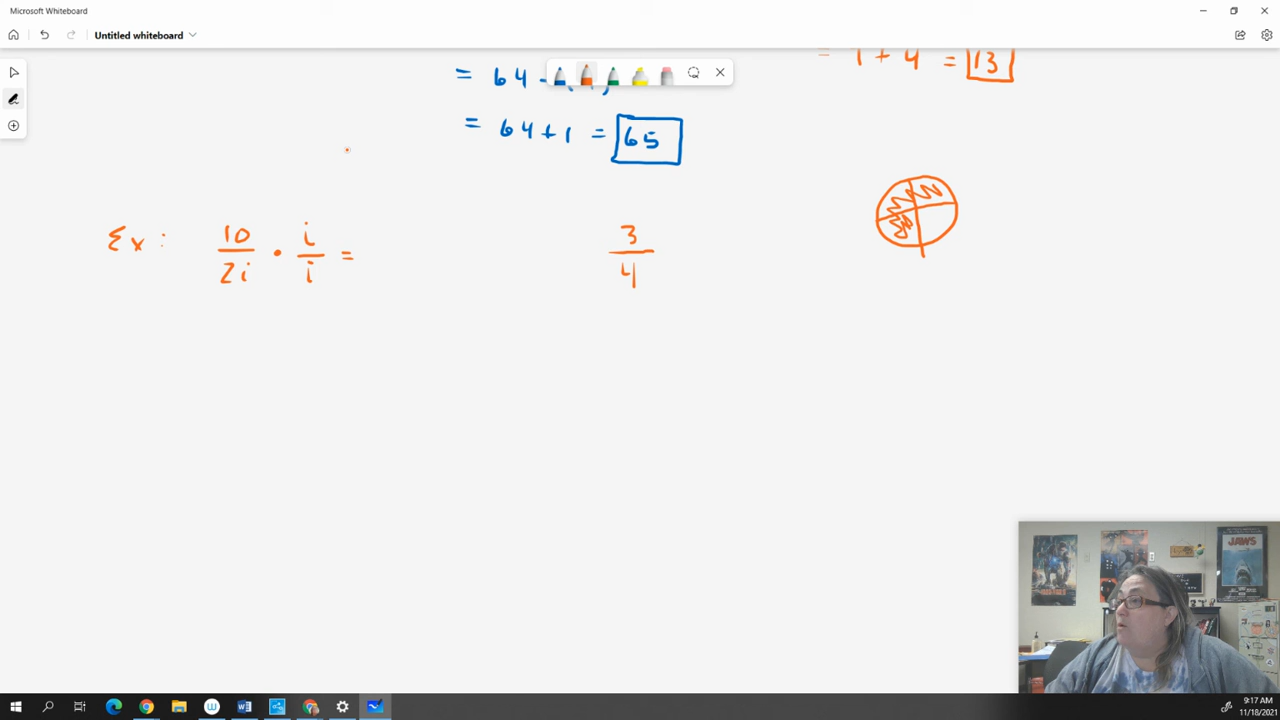 Microsoft Whiteboard
Untitled whiteboard
= 64 -
= 64 + 1 = 65
+ 4 = 13
Ex: 10/2i · i/i =
3/4
JAWS
9:17 AM
11/18/2021